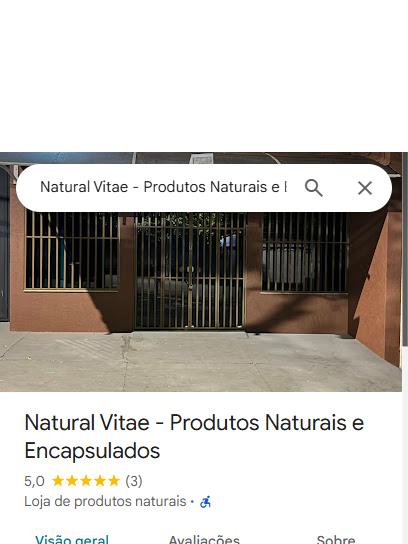 Natural Vitae - Produtos Naturais e
Natural Vitae - Produtos Naturais e
Encapsulados
5,0 (3)
Loja de produtos naturais ·
Visão geral Avaliações Sobre